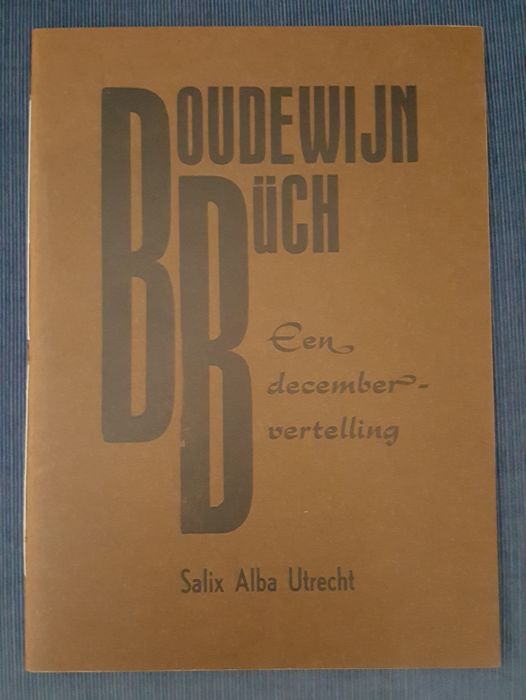 BOUDEWIJN
BüCH
Een
december-
vertelling
Salix Alba Utrecht